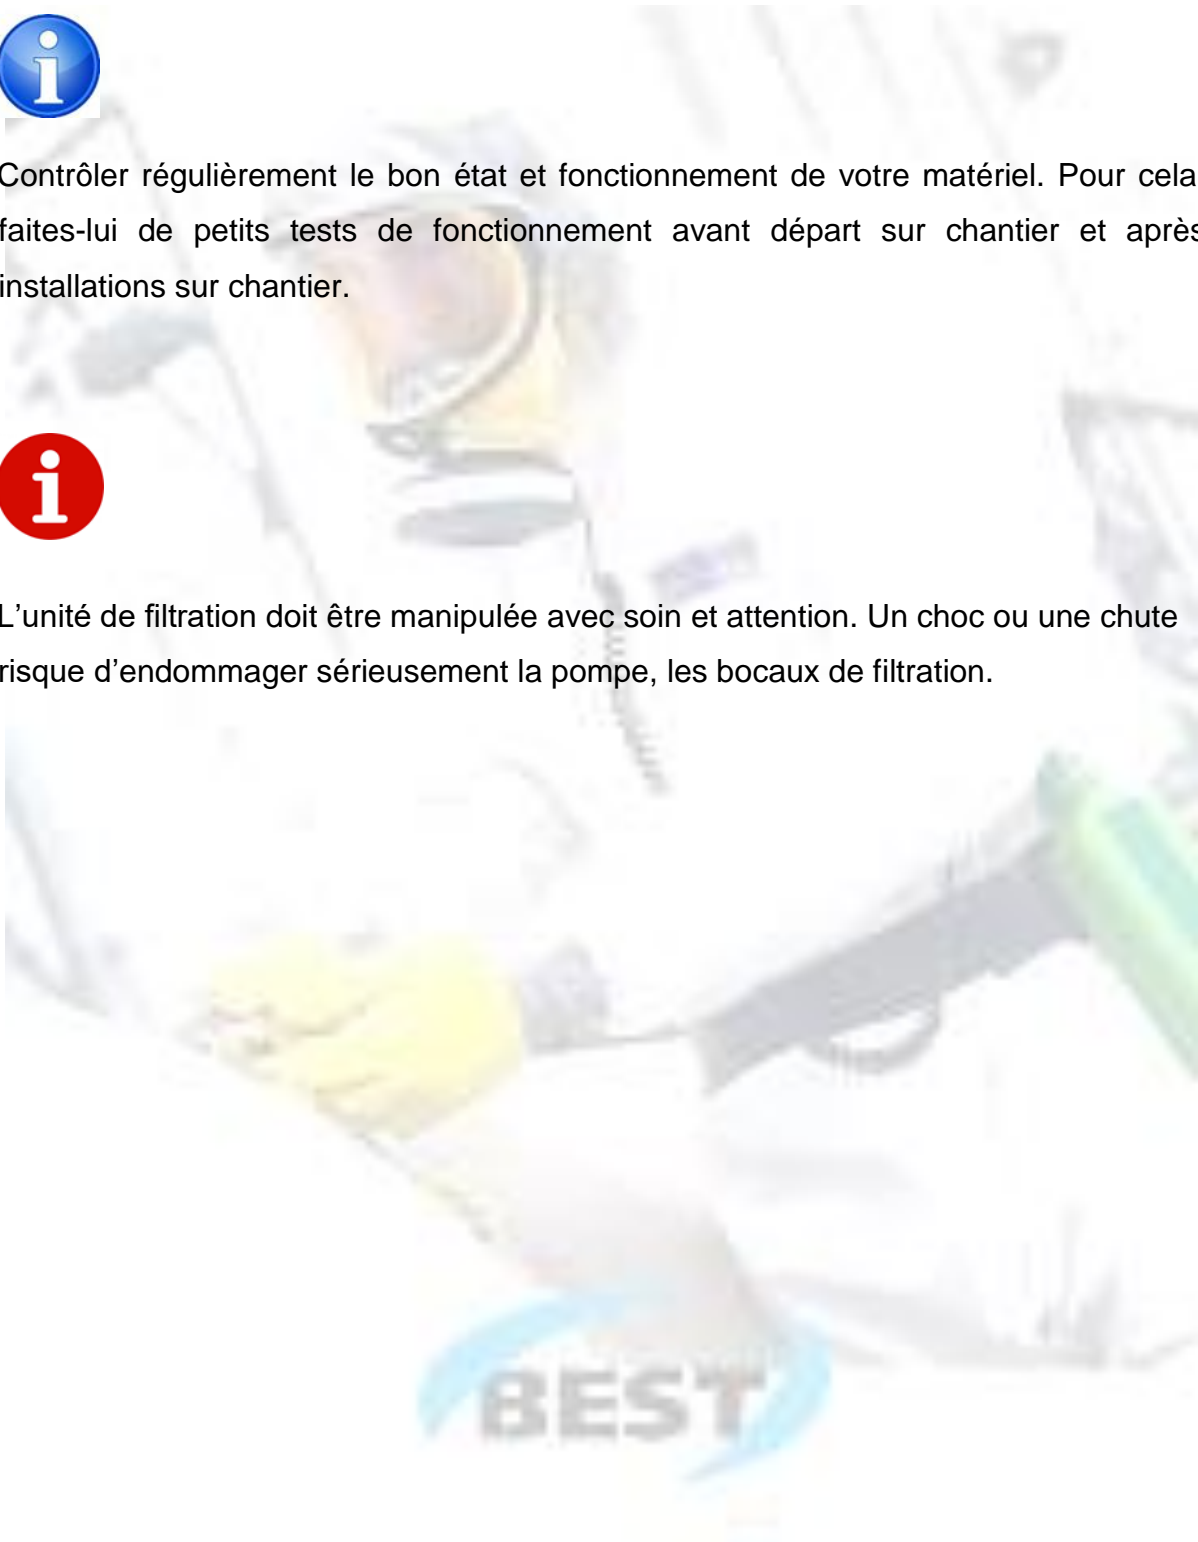 Contrôler régulièrement le bon état et fonctionnement de votre matériel. Pour cela
faites-lui de petits tests de fonctionnement avant départ sur chantier et après
installations sur chantier.
L’unité de filtration doit être manipulée avec soin et attention. Un choc ou une chute
risque d’endommager sérieusement la pompe, les bocaux de filtration.
BEST